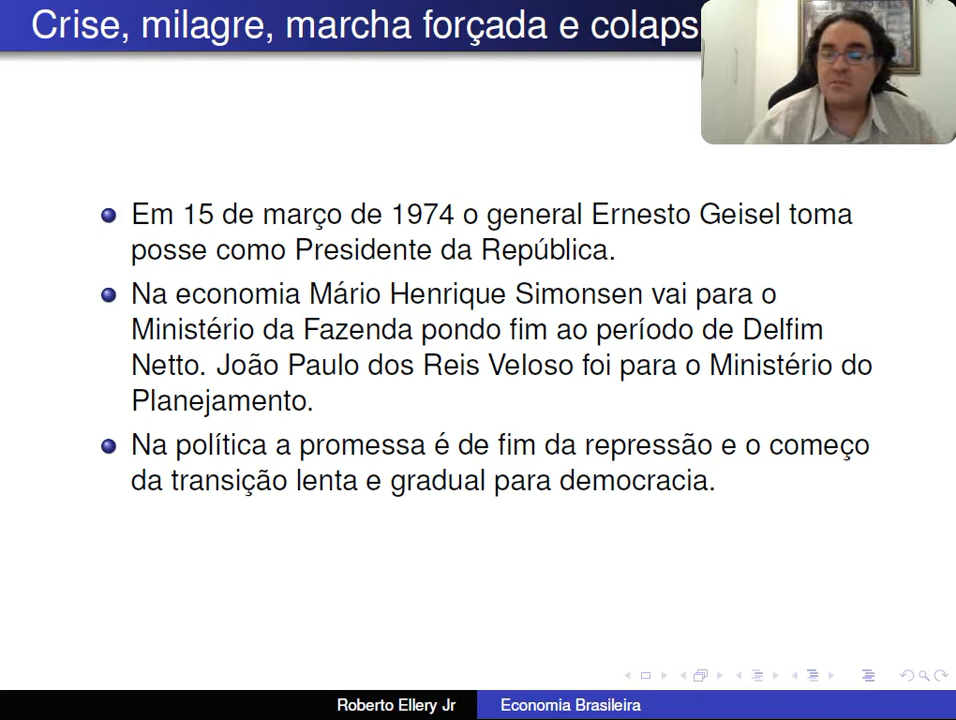 Crise, milagre, marcha forçada e colaps
Em 15 de março de 1974 o general Ernesto Geisel toma
posse como Presidente da República.
Na economia Mário Henrique Simonsen vai para o
Ministério da Fazenda pondo fim ao período de Delfim
Netto. João Paulo dos Reis Veloso foi para o Ministério do
Planejamento.
Na política a promessa é de fim da repressão e o começo
da transição lenta e gradual para democracia.
Roberto Ellery Jr
Economia Brasileira